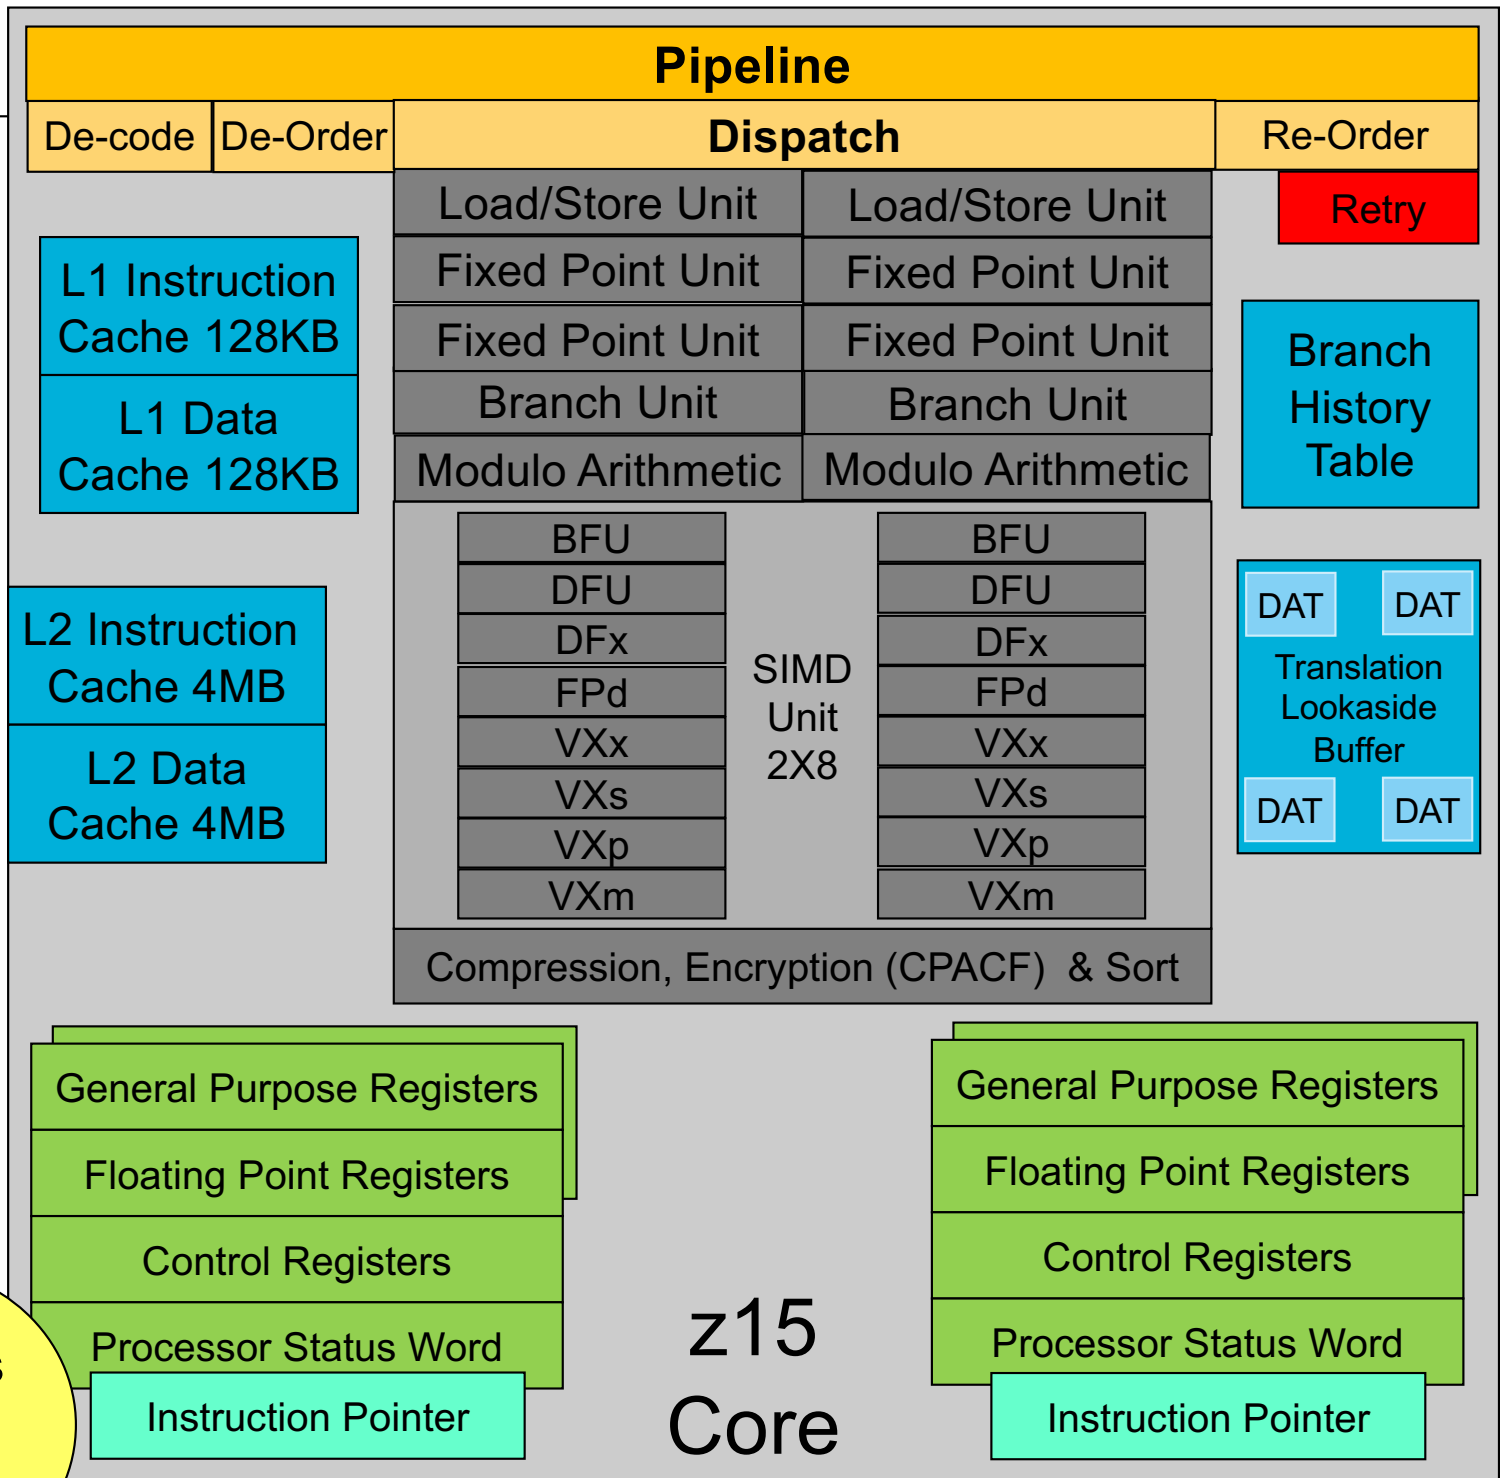 Pipeline
De-code
De-Order
Dispatch
Re-Order
Load/Store Unit
Load/Store Unit
Retry
Fixed Point Unit
Fixed Point Unit
Fixed Point Unit
Fixed Point Unit
Branch Unit
Branch Unit
Modulo Arithmetic
Modulo Arithmetic
L1 Instruction
Cache 128KB
L1 Data
Cache 128KB
Branch
History
Table
L2 Instruction
Cache 4MB
L2 Data
Cache 4MB
BFU
DFU
DFx
FPd
VXx
VXs
VXp
VXm
SIMD
Unit
2X8
BFU
DFU
DFx
FPd
VXx
VXs
VXp
VXm
DAT
DAT
Translation
Lookaside
Buffer
DAT
DAT
Compression, Encryption (CPACF) & Sort
General Purpose Registers
Floating Point Registers
Control Registers
Processor Status Word
Instruction Pointer
z15
Core
General Purpose Registers
Floating Point Registers
Control Registers
Processor Status Word
Instruction Pointer